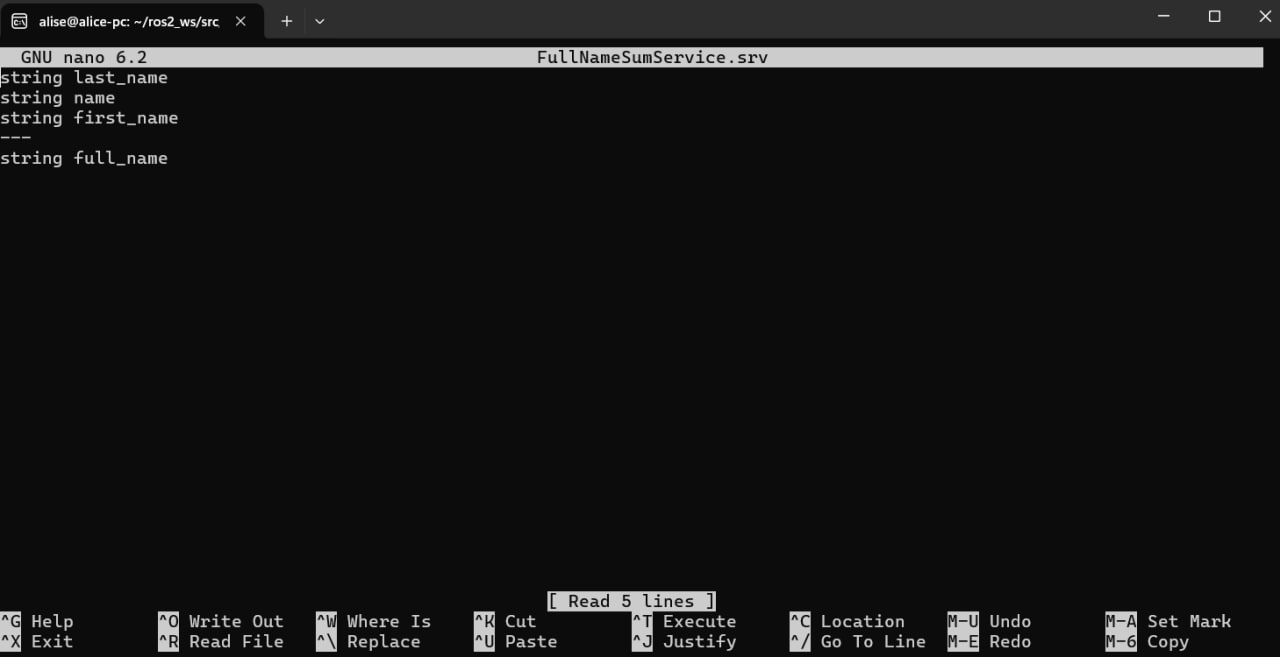 alise@alice-pc: ~/ros2_ws/src,
GNU nano 6.2 FullNameSumService.srv
string last_name
string name
string first_name
---
string full_name
[ Read 5 lines ]
^G Help ^O Write Out ^W Where Is ^K Cut ^T Execute ^C Location M-U Undo M-A Set Mark
^X Exit ^R Read File ^\ Replace ^U Paste ^J Justify ^/ Go To Line M-E Redo M-6 Copy